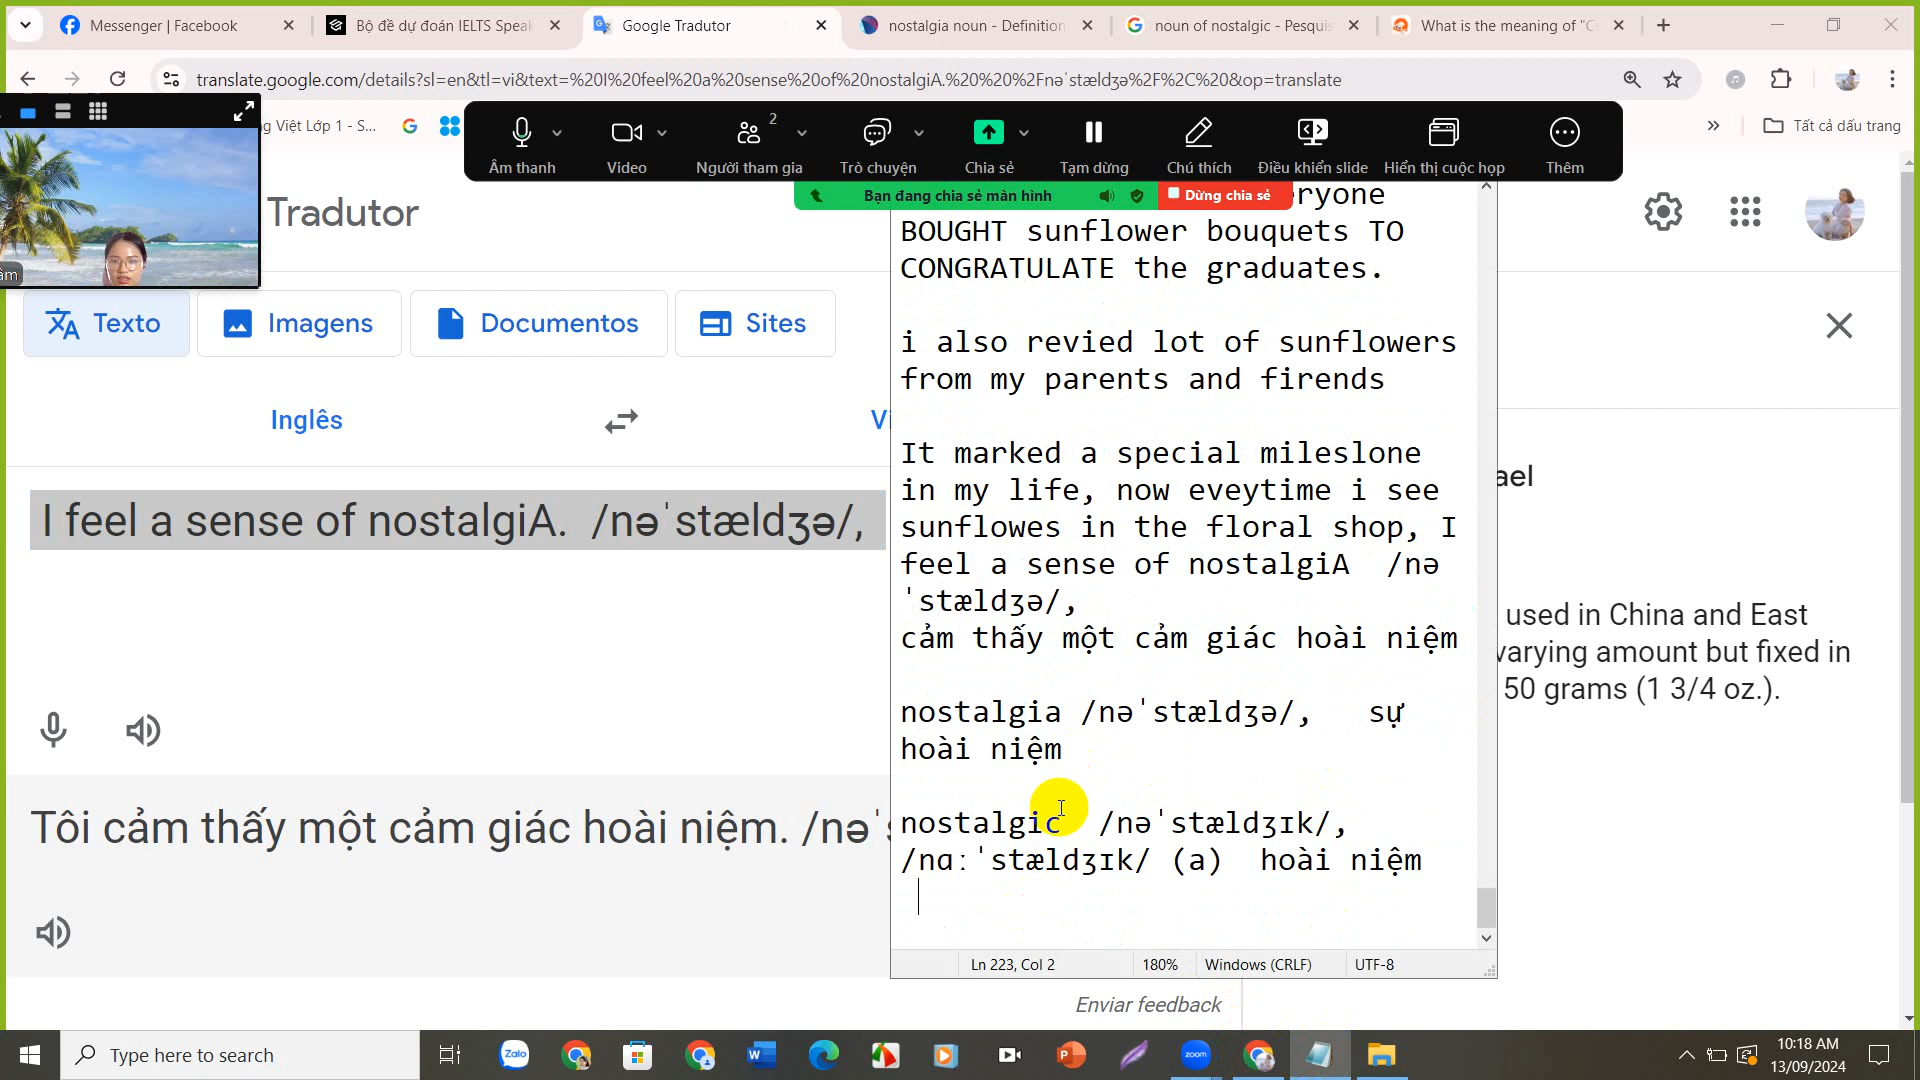 Messenger | Facebook
Bộ đề dự đoán IELTS Speak
Google Tradutor
nostalgia noun - Definition
noun of nostalgic - Pesquis
What is the meaning of "G
translate.google.com/details?sl=en&tl=vi&text=%20I%20feel%20a%20sense%20of%20nostalgiA.%20%20%2Fnəˈstældʒə%2F%2C%20&op=translate
ng Việt Lớp 1 - S...
Tất cả dấu trang
2
Âm thanh
Video
Người tham gia
Trò chuyện
Chia sẻ
Tạm dừng
Chú thích
Điều khiển slide
Hiển thị cuộc họp
Thêm
Bạn đang chia sẻ màn hình
Dừng chia sẻ
Tradutor
âm
Texto
Imagens
Documentos
Sites
Inglês
Vi
I feel a sense of nostalgiA.  /nəˈstældʒə/,
Tôi cảm thấy một cảm giác hoài niệm. /nəˈs
ryone
BOUGHT sunflower bouquets TO
CONGRATULATE the graduates.
i also revied lot of sunflowers
from my parents and firends
It marked a special mileslone
in my life, now eveytime i see
sunflowes in the floral shop, I
feel a sense of nostalgiA  /nə
ˈstældʒə/,
cảm thấy một cảm giác hoài niệm
nostalgia /nəˈstældʒə/,   sự
hoài niệm
nostalgic  /nəˈstældʒɪk/,
/nɑːˈstældʒɪk/ (a)  hoài niệm
Ln 223, Col 2
180%
Windows (CRLF)
UTF-8
ael
used in China and East
varying amount but fixed in
50 grams (1 3/4 oz.).
Enviar feedback
Type here to search
Zalo
zoom
10:18 AM
13/09/2024